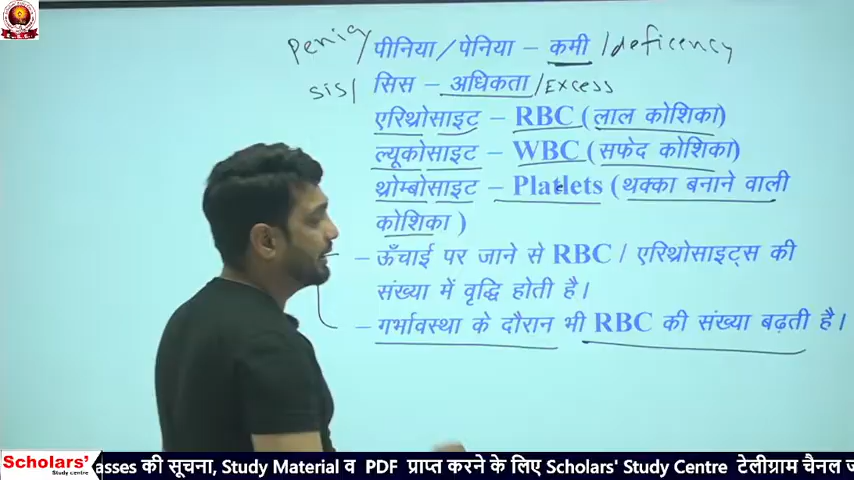 Penia/ पीनिया/पेनिया – कमी /deficency
sis/ सिस – अधिकता /Excess
एरिथ्रोसाइट – RBC (लाल कोशिका)
ल्यूकोसाइट – WBC (सफेद कोशिका)
थ्रोम्बोसाइट – Platlets (थक्का बनाने वाली
कोशिका )
– ऊँचाई पर जाने से RBC / एरिथ्रोसाइट्स की
संख्या में वृद्धि होती है।
– गर्भावस्था के दौरान भी RBC की संख्या बढ़ती है।
Scholars'
Study centre
asses की सूचना, Study Material व PDF प्राप्त करने के लिए Scholars' Study Centre टेलीग्राम चैनल